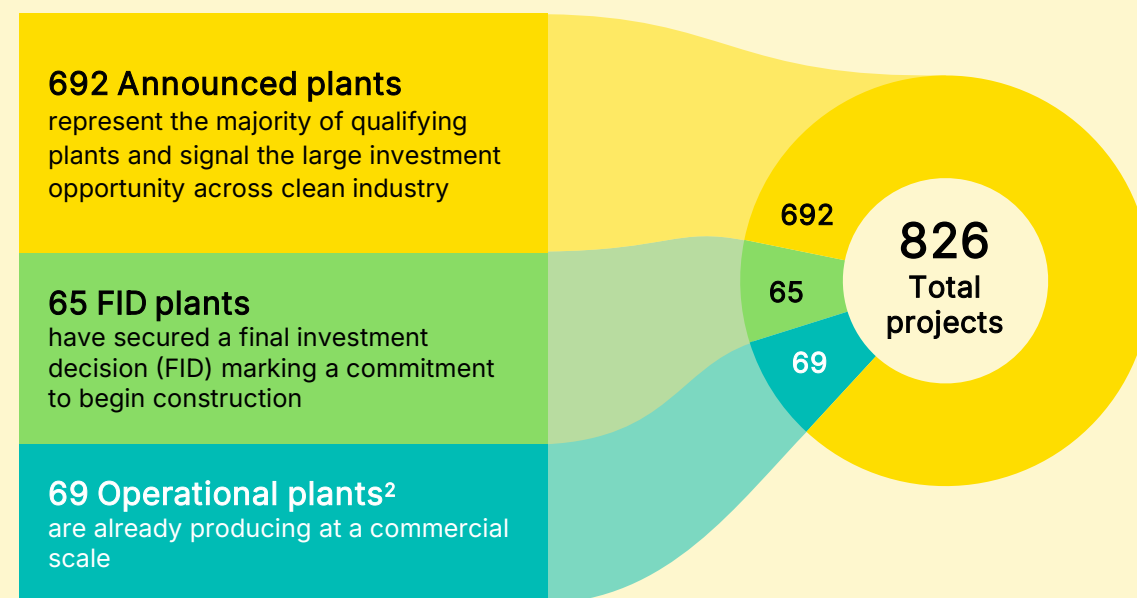 692 Announced plants
represent the majority of qualifying
plants and signal the large investment
opportunity across clean industry
65 FID plants
have secured a final investment
decision (FID) marking a commitment
to begin construction
69 Operational plants²
are already producing at a commercial
scale
692
65
69
826
Total
projects